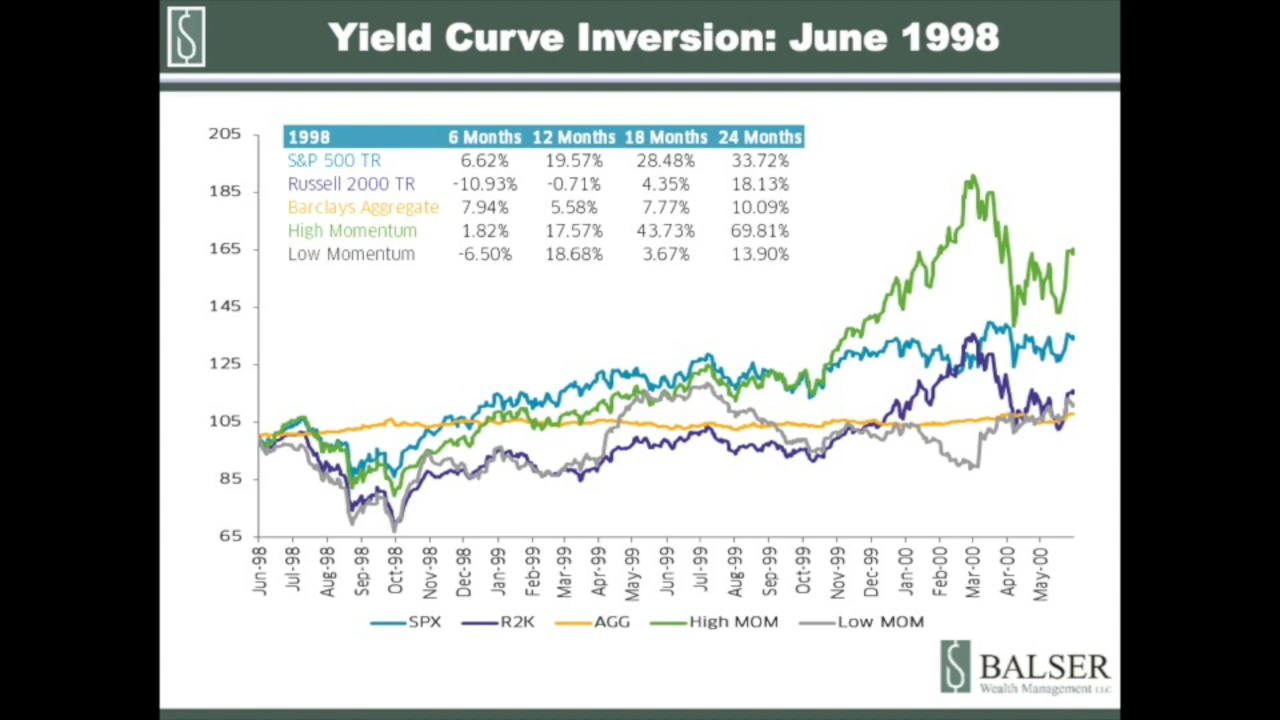 Yield Curve Inversion: June 1998
205
185
165
145
125
105
85
65
1998 6 Months 12 Months 18 Months 24 Months
S&P 500 TR 6.62% 19.57% 28.48% 33.72%
Russell 2000 TR -10.93% -0.71% 4.35% 18.13%
Barclays Aggregate 7.94% 5.58% 7.77% 10.09%
High Momentum 1.82% 17.57% 43.73% 69.81%
Low Momentum -6.50% 18.68% 3.67% 13.90%
Jun-98 Jul-98 Aug-98 Sep-98 Oct-98 Nov-98 Dec-98 Jan-99 Feb-99 Mar-99 Apr-99 May-99 Jun-99 Jul-99 Aug-99 Sep-99 Oct-99 Nov-99 Dec-99 Jan-00 Feb-00 Mar-00 Apr-00 May-00
SPX R2K AGG High MOM Low MOM
BALSER
Wealth Management LLC